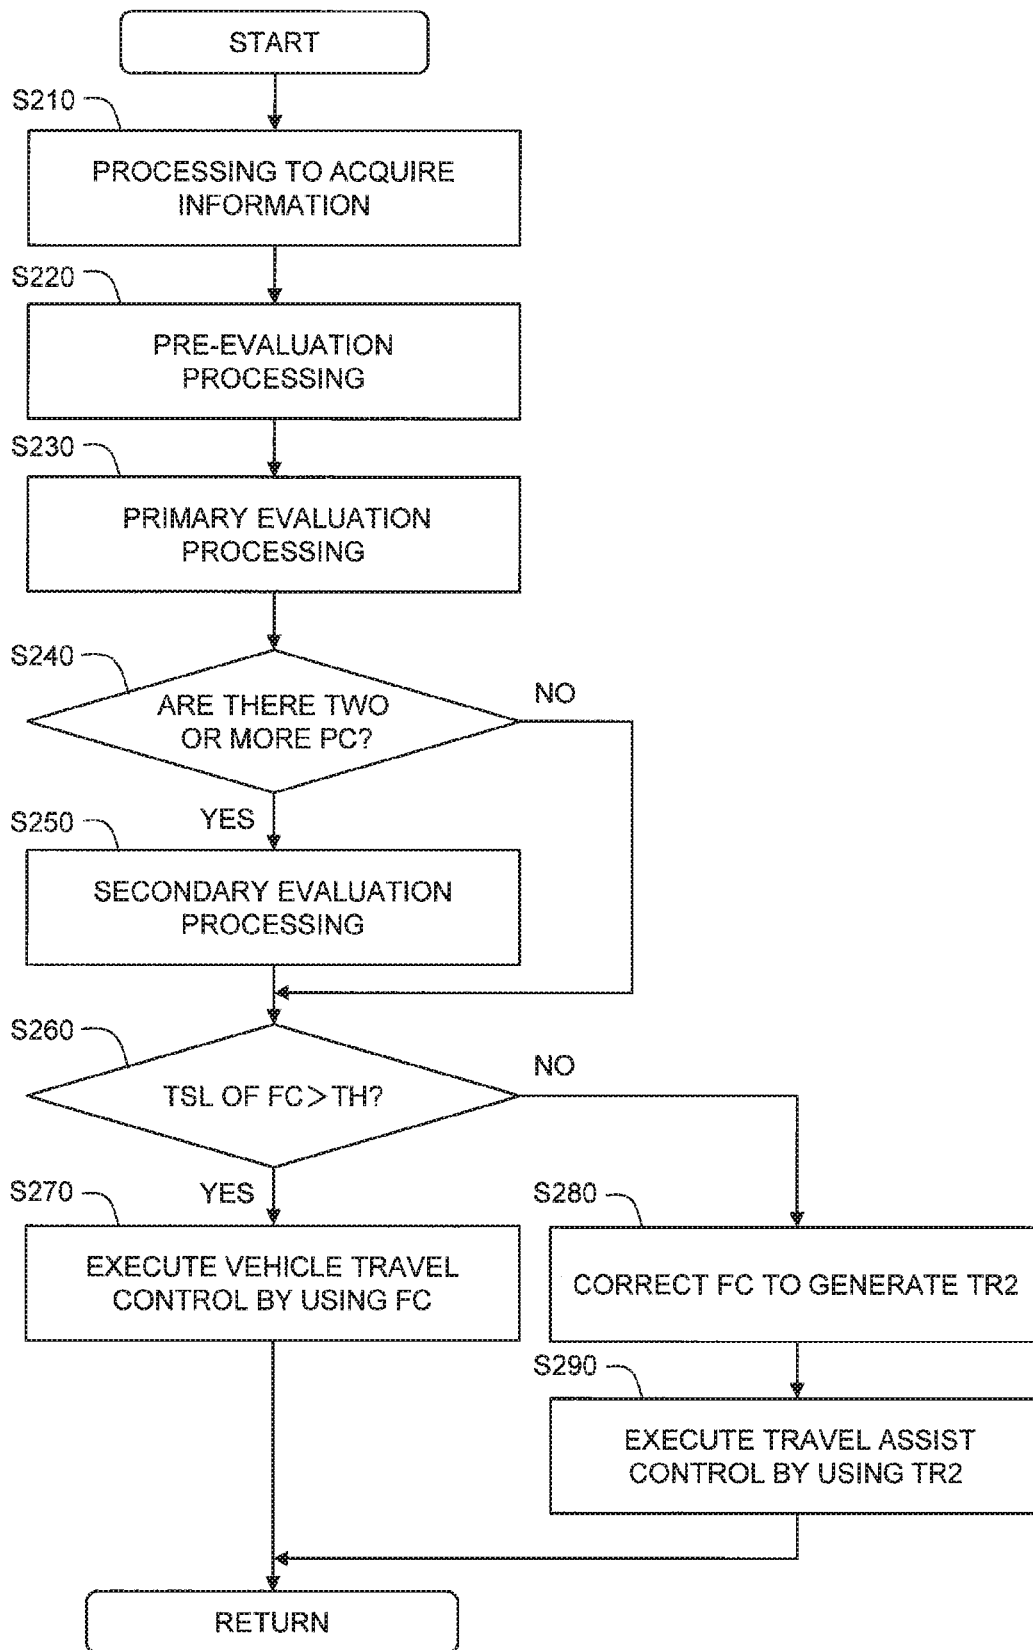 START
S210
PROCESSING TO ACQUIRE
INFORMATION
S220
PRE-EVALUATION
PROCESSING
S230
PRIMARY EVALUATION
PROCESSING
S240
ARE THERE TWO
OR MORE PC?
NO
YES
S250
SECONDARY EVALUATION
PROCESSING
S260
TSL OF FC>TH?
NO
YES
S270
EXECUTE VEHICLE TRAVEL
CONTROL BY USING FC
S280
CORRECT FC TO GENERATE TR2
S290
EXECUTE TRAVEL ASSIST
CONTROL BY USING TR2
RETURN